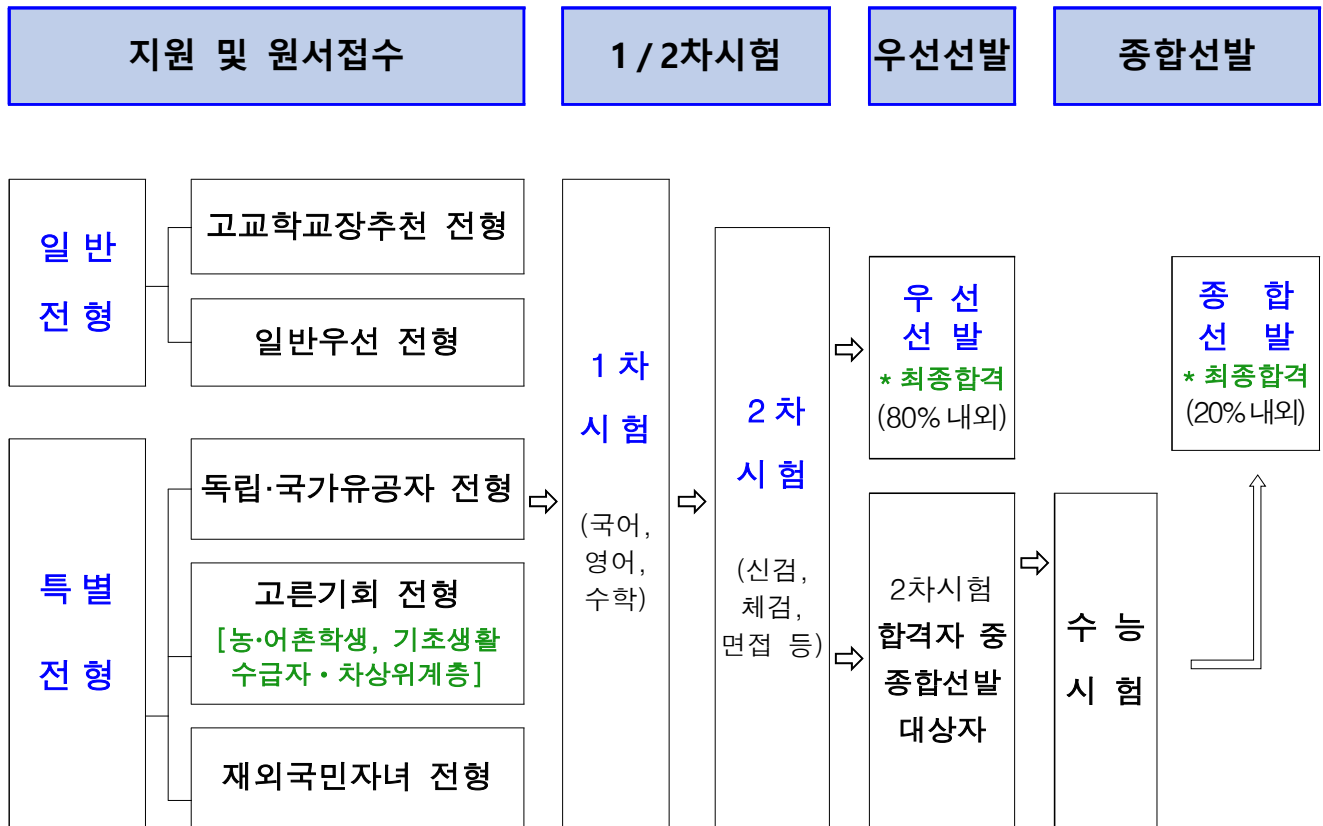 지원 및 원서접수
1 / 2차시험
우선선발
종합선발
일 반
전 형
고교학교장추천 전형
일반우선 전형
특 별
전 형
독립·국가유공자 전형
고른기회 전형
[농·어촌학생, 기초생활
수급자·차상위계층]
재외국민자녀 전형
1 차
시 험
(국어,
영어,
수학)
2 차
시 험
(신검,
체검,
면접 등)
우 선
선 발
* 최종합격
(80% 내외)
2차시험
합격자 중
종합선발
대상자
수 능
시 험
종 합
선 발
* 최종합격
(20% 내외)